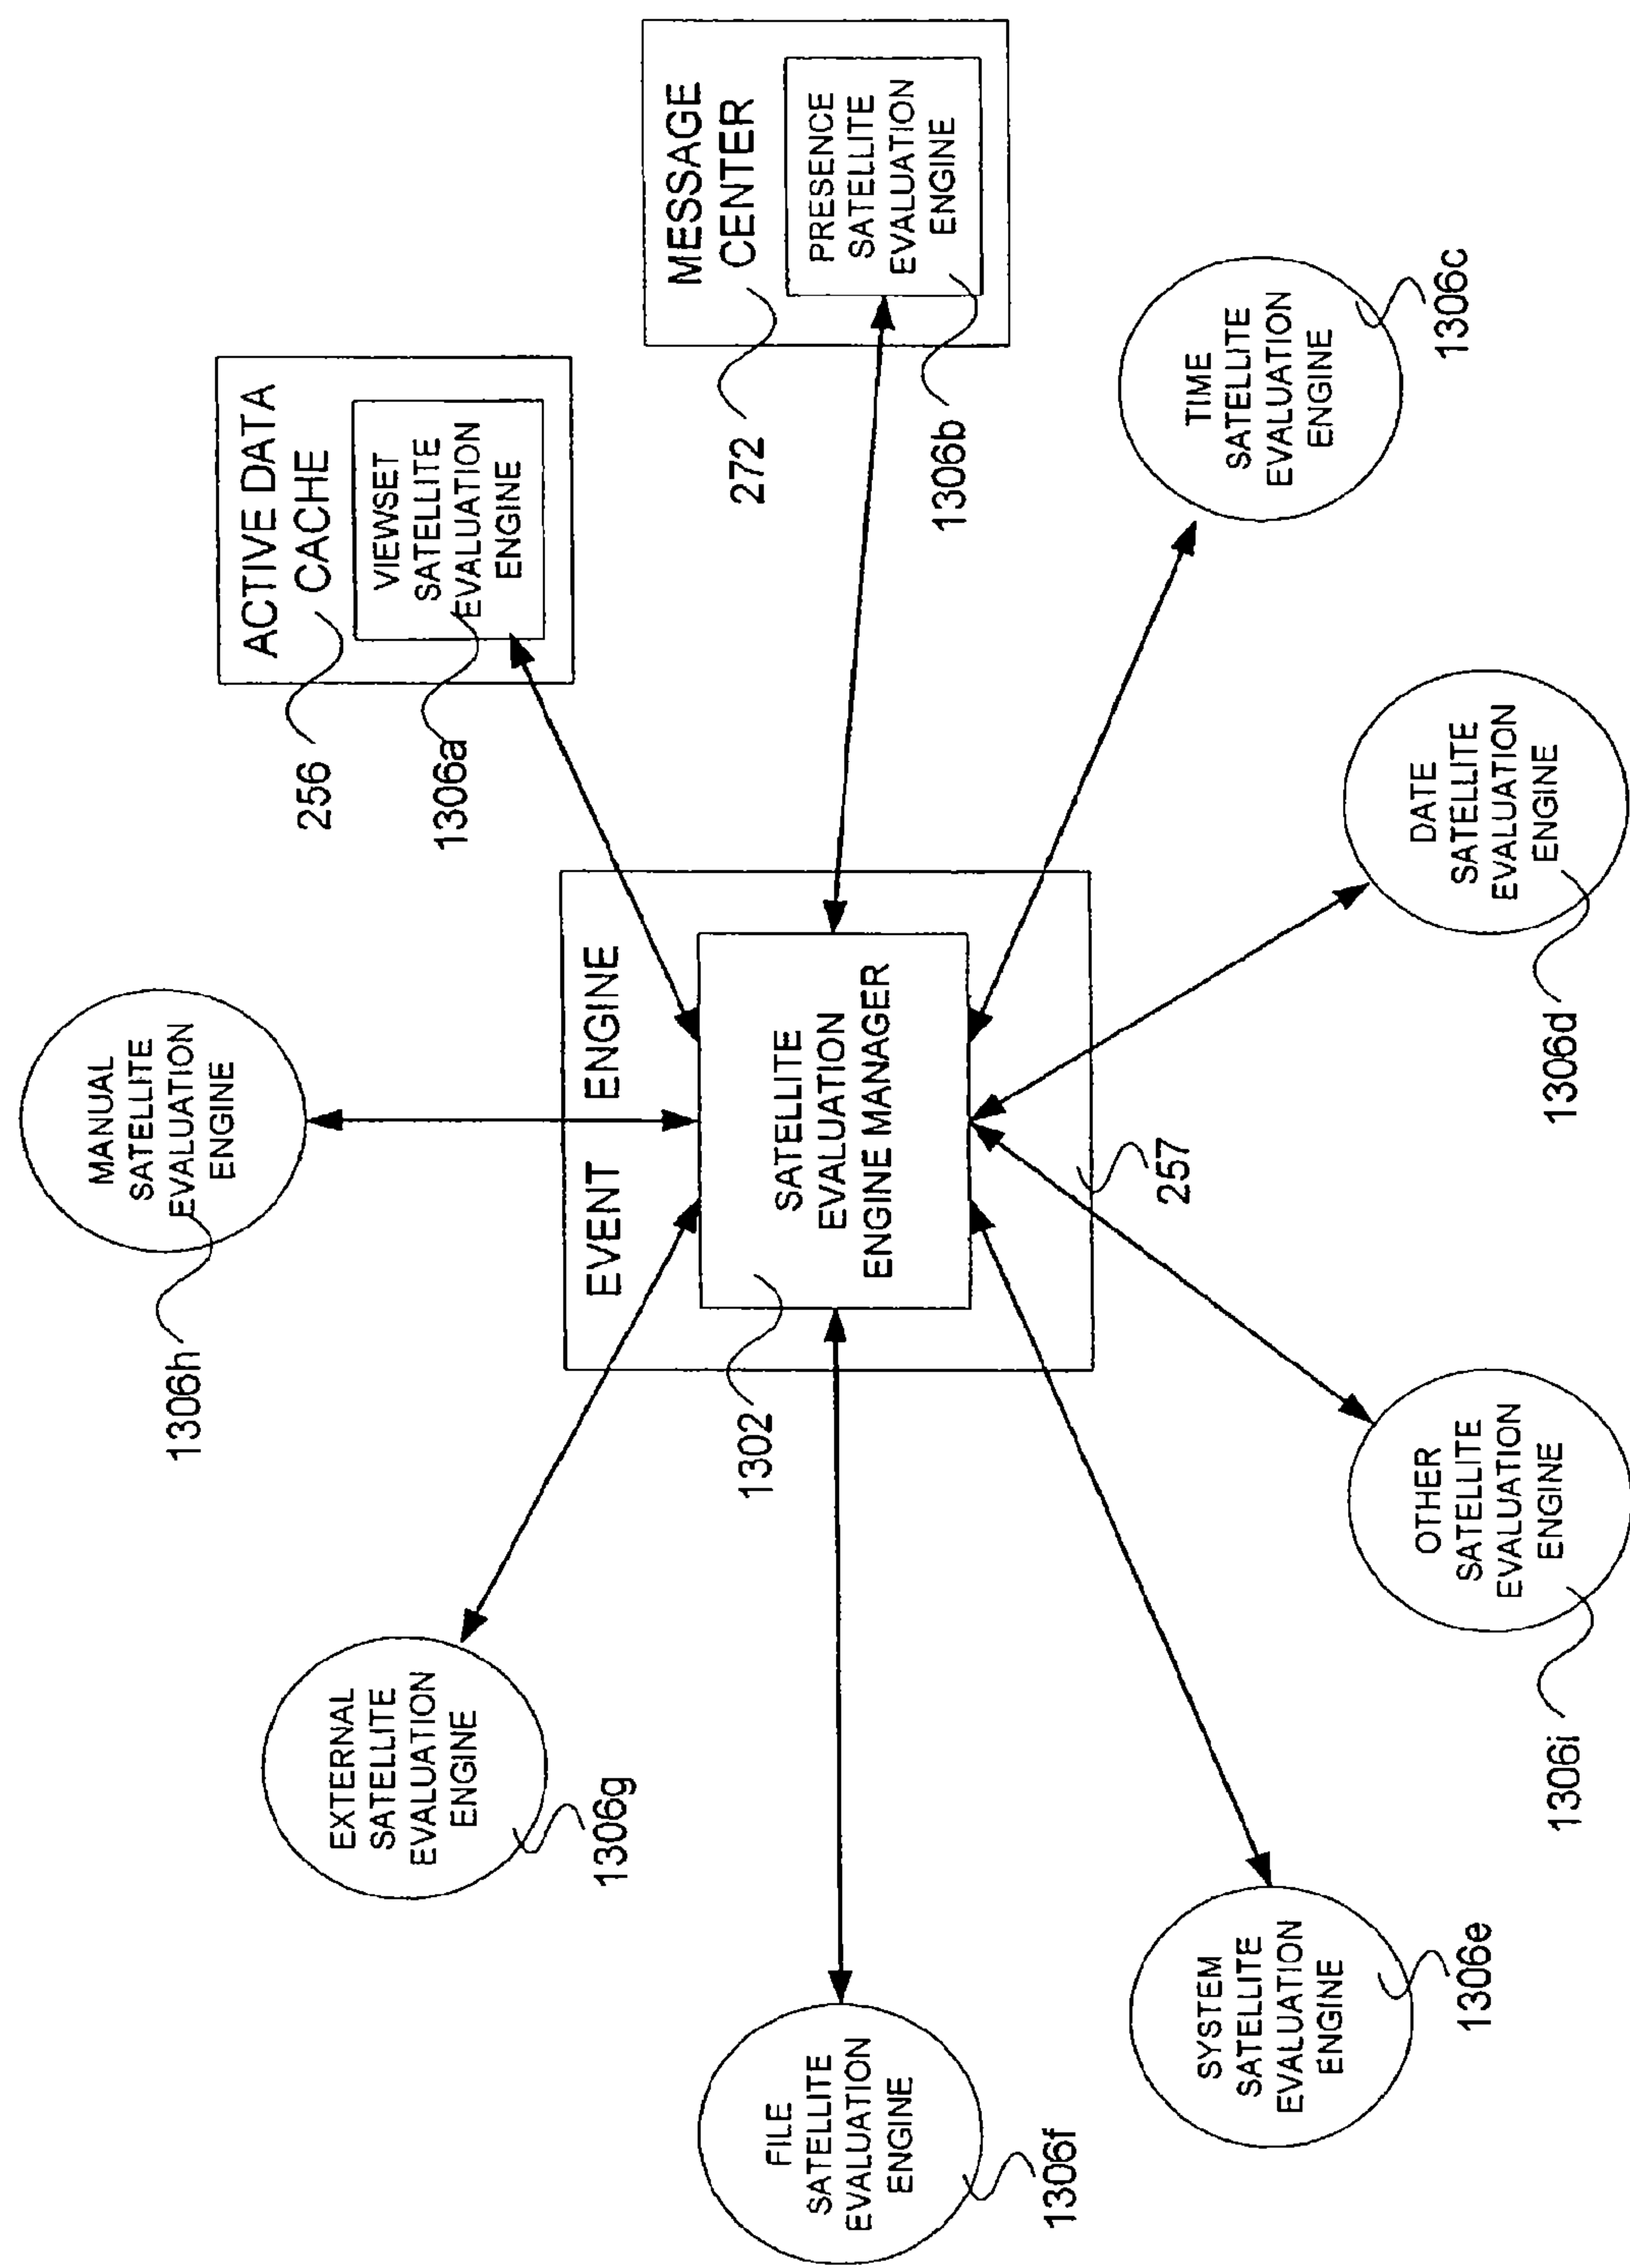 MANUAL
SATELLITE
EVALUATION
ENGINE
1306h
ACTIVE DATA
CACHE
VIEWSET
SATELLITE
EVALUATION
ENGINE
256
1306a
EXTERNAL
SATELLITE
EVALUATION
ENGINE
1306g
EVENT ENGINE
SATELLITE
EVALUATION
ENGINE MANAGER
1302
257
MESSAGE
CENTER
PRESENCE
SATELLITE
EVALUATION
ENGINE
272
1306b
FILE
SATELLITE
EVALUATION
ENGINE
1306f
TIME
SATELLITE
EVALUATION
ENGINE
1306c
SYSTEM
SATELLITE
EVALUATION
ENGINE
1306e
OTHER
SATELLITE
EVALUATION
ENGINE
1306i
DATE
SATELLITE
EVALUATION
ENGINE
1306d